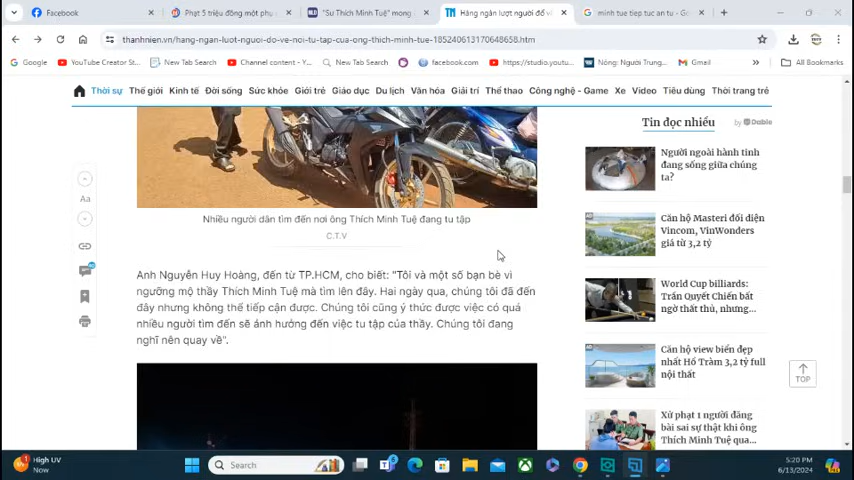 Facebook
Phạt 5 triệu đồng một phụ
"Sư Thích Minh Tuệ" mong
Hàng ngàn lượt người đổ v
minh tue tiep tuc an tu - Go
thanhnien.vn/hang-ngan-luot-nguoi-do-ve-noi-tu-tap-cua-ong-thich-minh-tue-185240613170648658.htm
Google
YouTube Creator St...
New Tab Search
Channel content - Y...
New Tab Search
facebook.com
https://studio.yout...
Nóng: Người Trung...
Gmail
All Bookmarks
Thời sự Thế giới Kinh tế Đời sống Sức khỏe Giới trẻ Giáo dục Du lịch Văn hóa Giải trí Thể thao Công nghệ - Game Xe Video Tiêu dùng Thời trang trẻ
Aa
Nhiều người dân tìm đến nơi ông Thích Minh Tuệ đang tu tập
C.T.V
Anh Nguyễn Huy Hoàng, đến từ TP.HCM, cho biết: "Tôi và một số bạn bè vì
ngưỡng mộ thầy Thích Minh Tuệ mà tìm lên đây. Hai ngày qua, chúng tôi đã đến
đây nhưng không thể tiếp cận được. Chúng tôi cũng ý thức được việc có quá
nhiều người tìm đến sẽ ảnh hưởng đến việc tu tập của thầy. Chúng tôi đang
nghĩ nên quay về".
Tin đọc nhiều
by Dable
Người ngoài hành tinh
đang sống giữa chúng
ta?
Căn hộ Masteri đối diện
Vincom, VinWonders
giá từ 3,2 tỷ
World Cup billiards:
Trần Quyết Chiến bất
ngờ thất thủ, nhưng...
Căn hộ view biển đẹp
nhất Hồ Tràm 3,2 tỷ full
nội thất
Xử phạt 1 người đăng
bài sai sự thật khi ông
Thích Minh Tuệ qua...
TOP
High UV
Now
Search
5:20 PM
6/13/2024